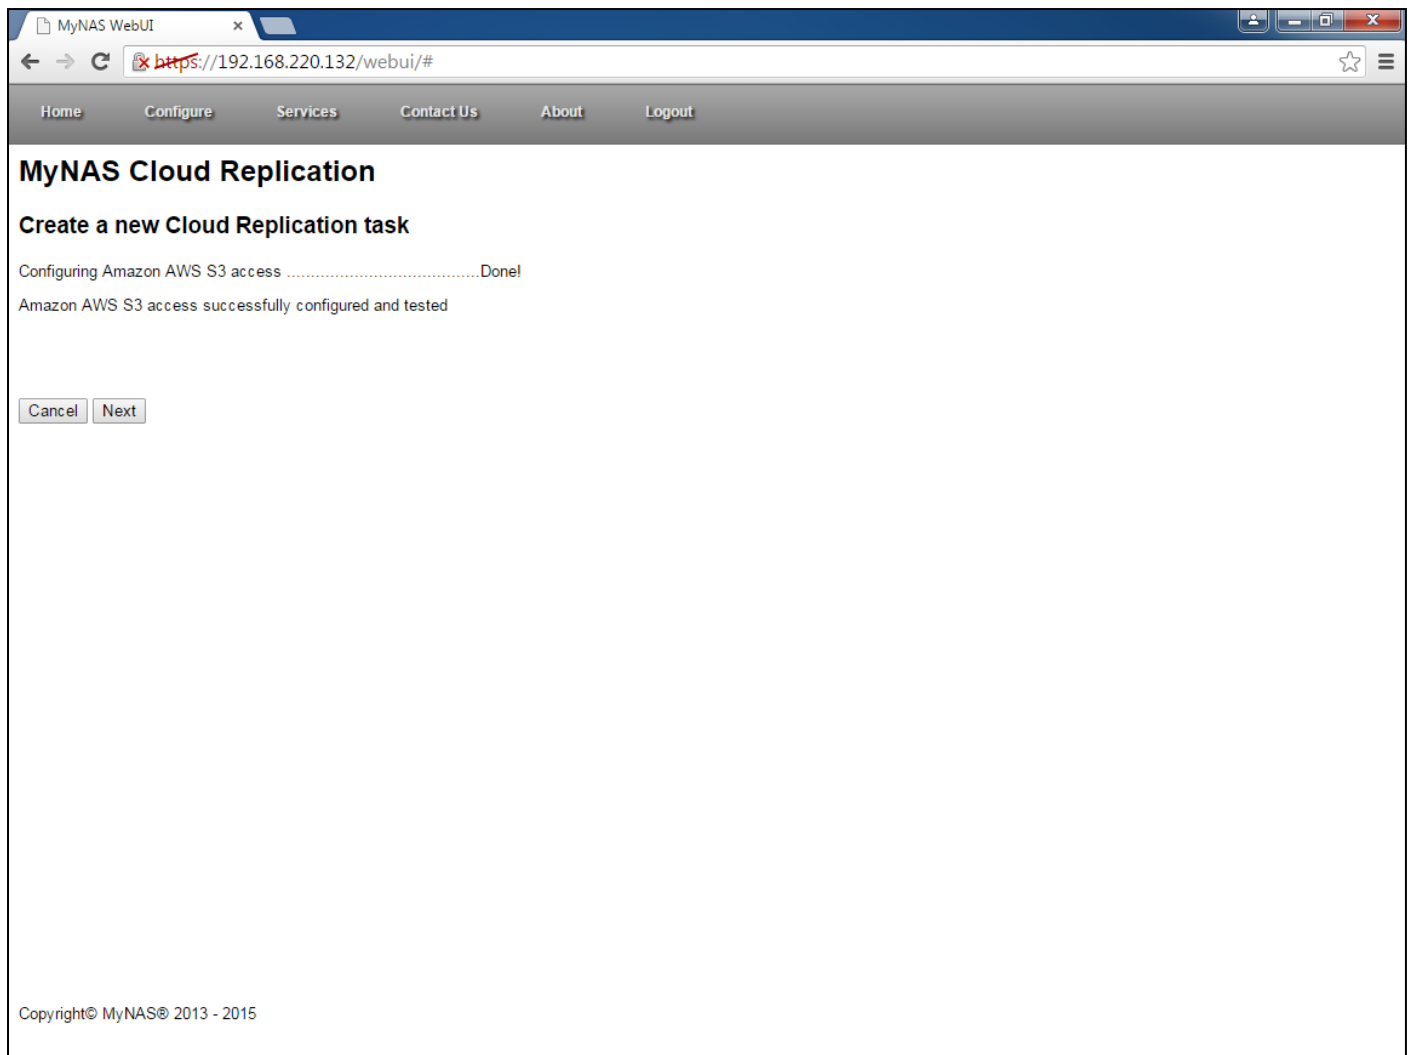 MyNAS WebUI
https://192.168.220.132/webui/#
Home Configure Services Contact Us About Logout
MyNAS Cloud Replication
Create a new Cloud Replication task
Configuring Amazon AWS S3 access ........................................Done!
Amazon AWS S3 access successfully configured and tested
Cancel Next
Copyright© MyNAS® 2013 - 2015